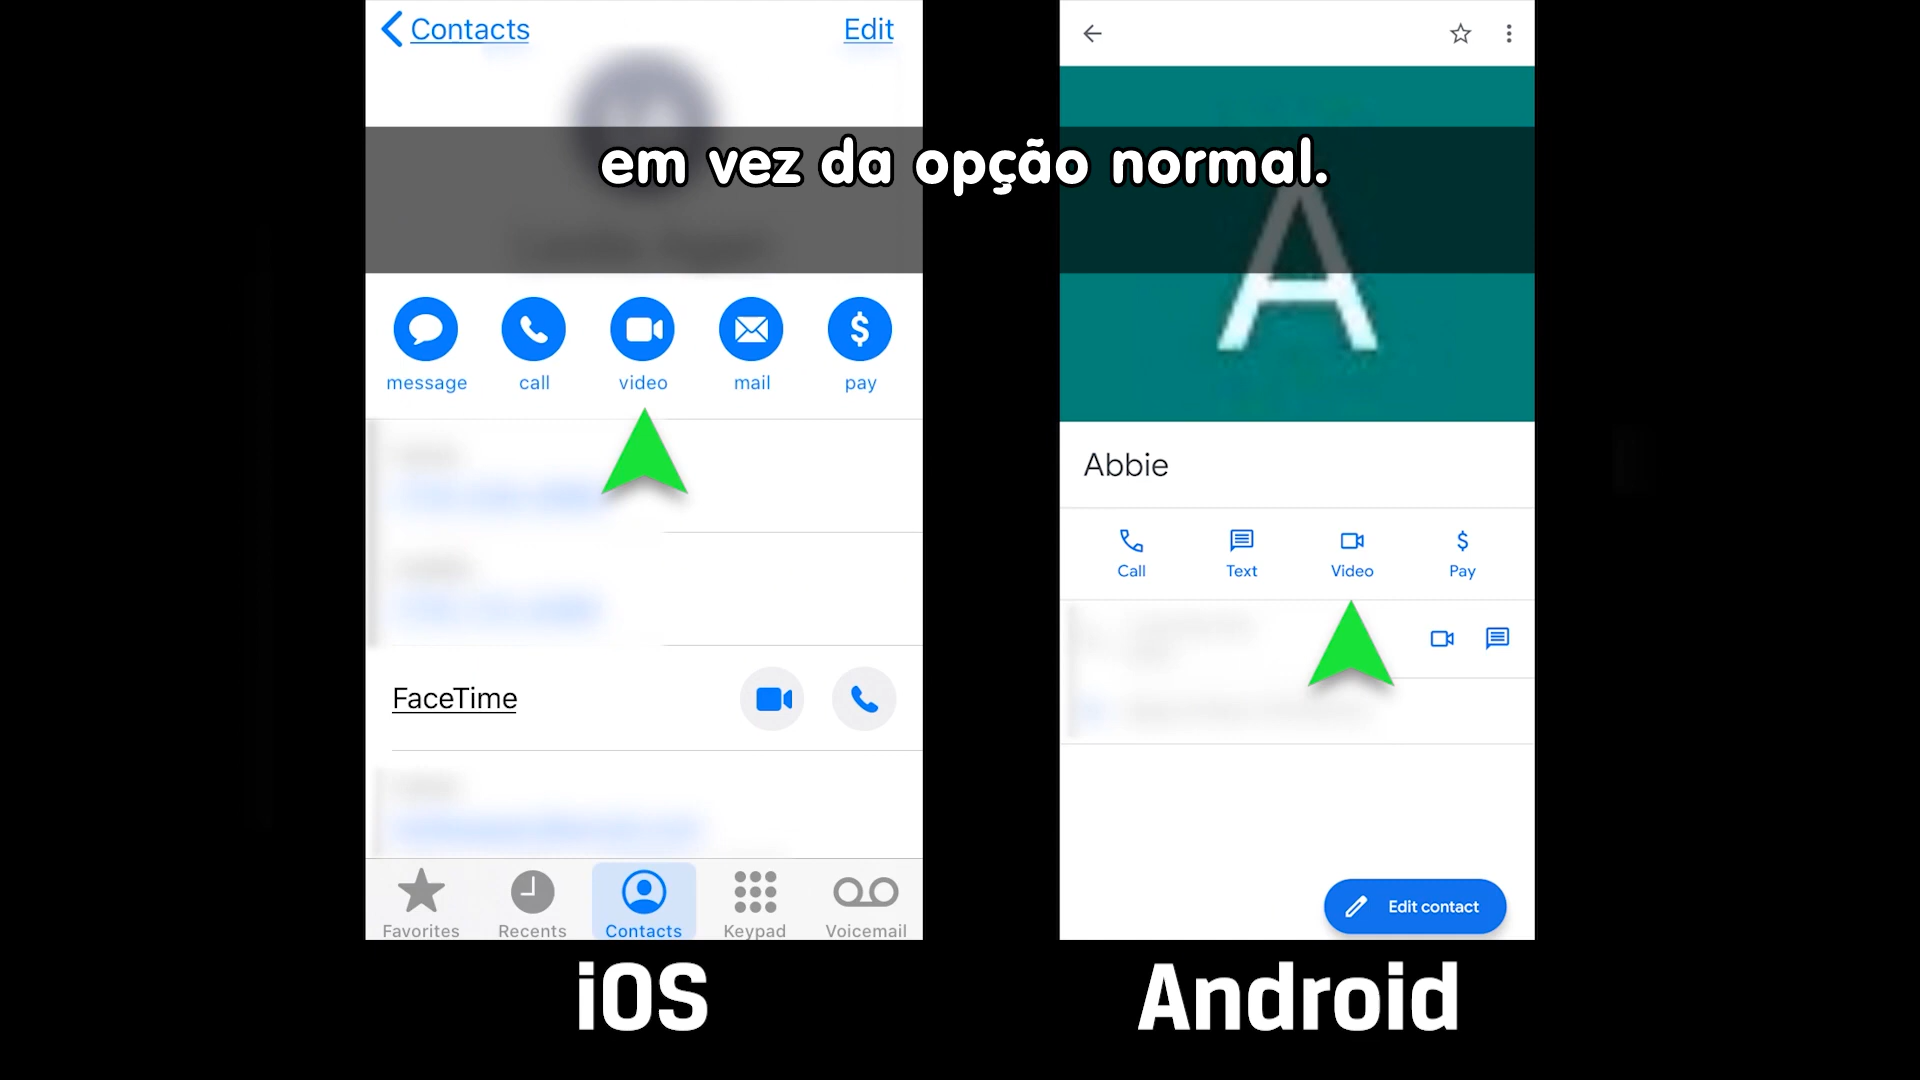 Contacts
Edit
em vez da opção normal.
message
call
video
mail
pay
FaceTime
Favorites
Recents
Contacts
Keypad
Voicemail
iOS
A
Abbie
Call
Text
Video
Pay
Edit contact
Android